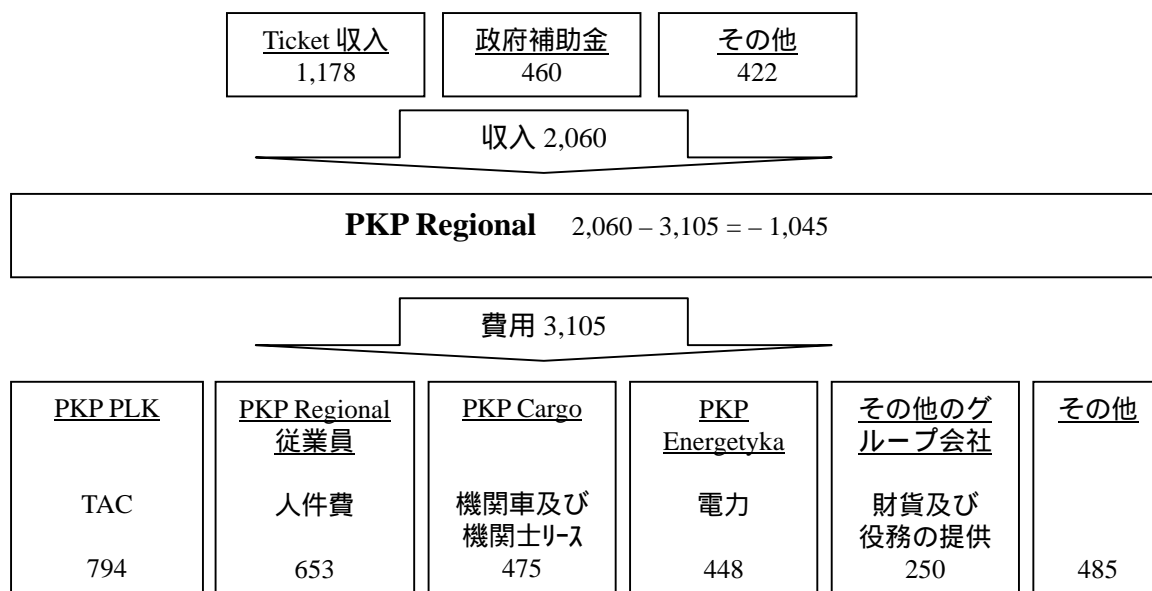 Ticket 収入
1,178
政府補助金
460
その他
422
収入 2,060
PKP Regional 2,060 – 3,105 = – 1,045
費用 3,105
PKP PLK
TAC
794
PKP Regional
従業員
人件費
653
PKP Cargo
機関車及び
機関士ﾘｰｽ
475
PKP
Energetyka
電力
448
その他のグ
ループ会社
財貨及び
役務の提供
250
その他
485